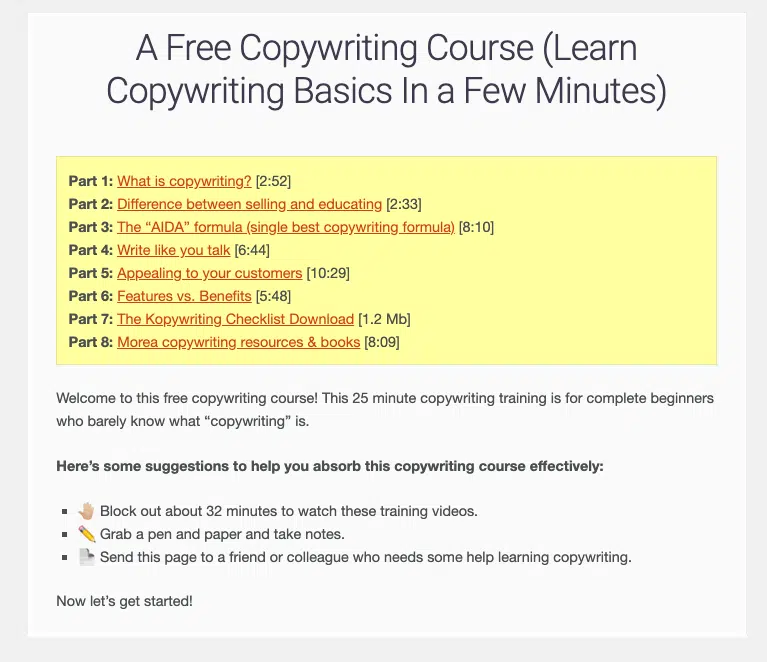 A Free Copywriting Course (Learn
Copywriting Basics In a Few Minutes)
Part 1: What is copywriting? [2:52]
Part 2: Difference between selling and educating [2:33]
Part 3: The “AIDA” formula (single best copywriting formula) [8:10]
Part 4: Write like you talk [6:44]
Part 5: Appealing to your customers [10:29]
Part 6: Features vs. Benefits [5:48]
Part 7: The Kopywriting Checklist Download [1.2 Mb]
Part 8: Morea copywriting resources & books [8:09]
Welcome to this free copywriting course! This 25 minute copywriting training is for complete beginners
who barely know what “copywriting” is.
Here’s some suggestions to help you absorb this copywriting course effectively:
Block out about 32 minutes to watch these training videos.
Grab a pen and paper and take notes.
Send this page to a friend or colleague who needs some help learning copywriting.
Now let’s get started!